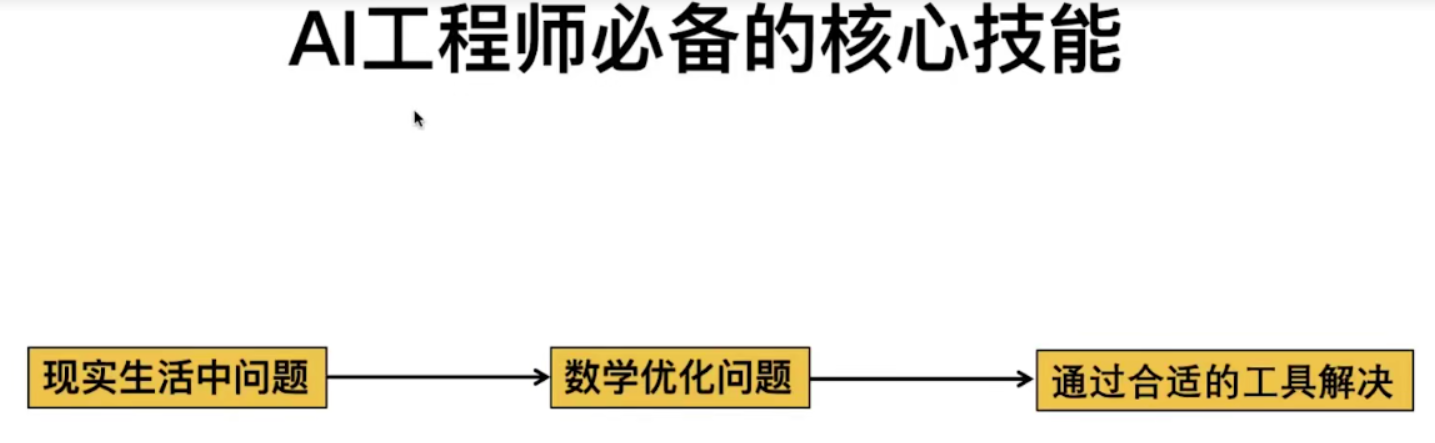 AI工程师必备的核心技能
现实生活中问题
数学优化问题
通过合适的工具解决